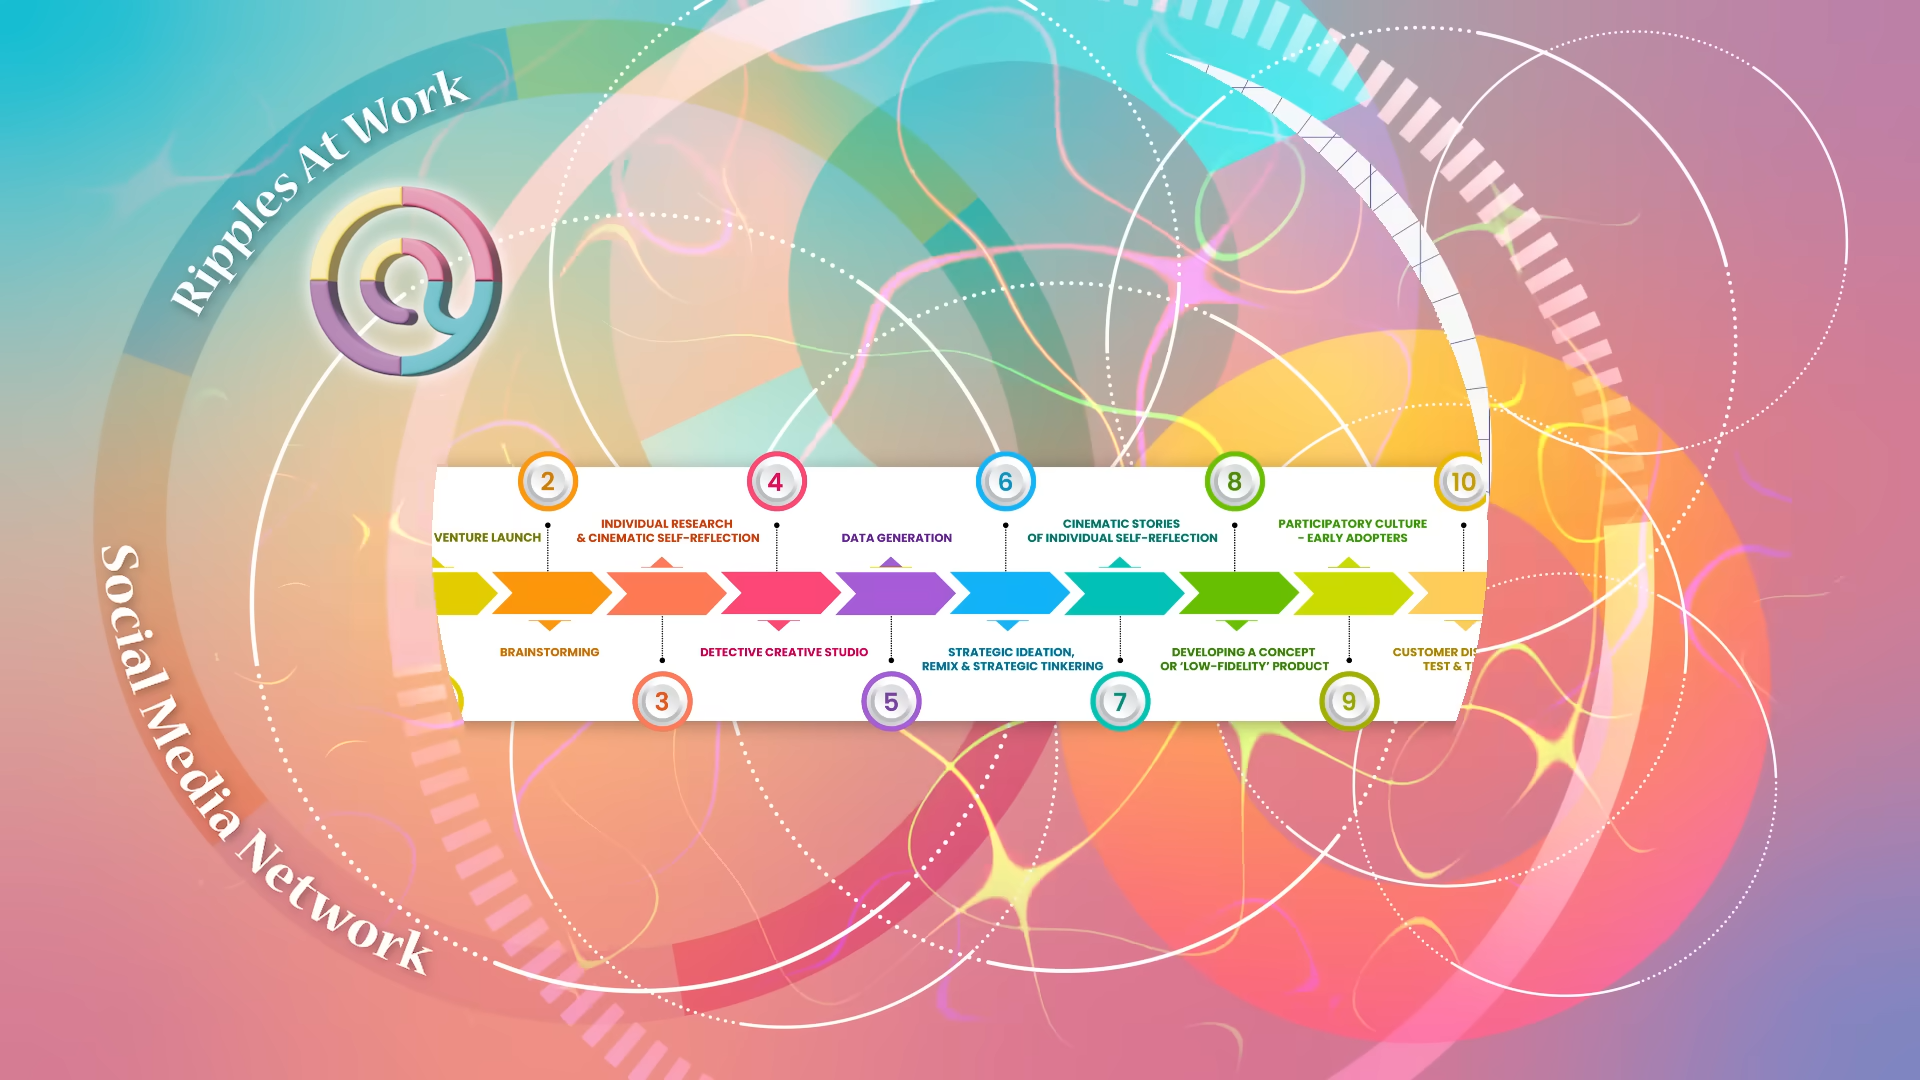 Ripples At Work
Social Media Network
2
4
6
8
10
VENTURE LAUNCH
INDIVIDUAL RESEARCH
& CINEMATIC SELF-REFLECTION
DATA GENERATION
CINEMATIC STORIES
OF INDIVIDUAL SELF-REFLECTION
PARTICIPATORY CULTURE
- EARLY ADOPTERS
BRAINSTORMING
DETECTIVE CREATIVE STUDIO
STRATEGIC IDEATION,
REMIX & STRATEGIC TINKERING
DEVELOPING A CONCEPT
OR 'LOW-FIDELITY' PRODUCT
CUSTOMER
TEST &
3
5
7
9